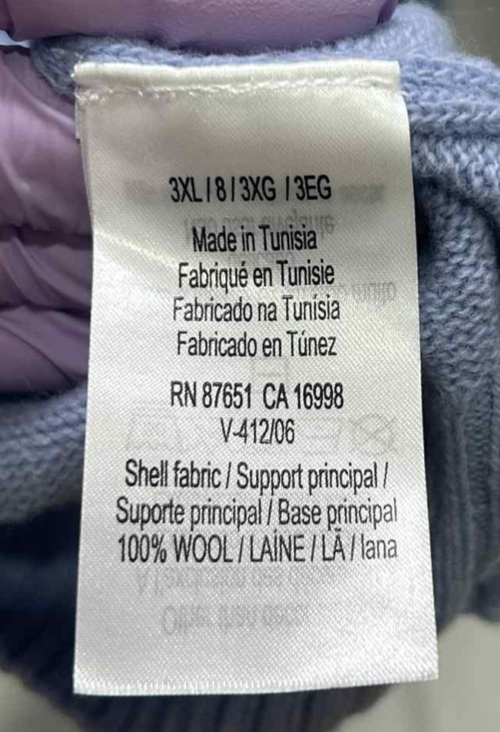 3XL / 8 / 3XG / 3EG
Made in Tunisia
Fabriqué en Tunisie
Fabricado na Tunísia
Fabricado en Túnez
RN 87651 CA 16998
V-412/06
Shell fabric / Support principal /
Suporte principal / Base principal
100% WOOL / LAINE / LÃ / lana